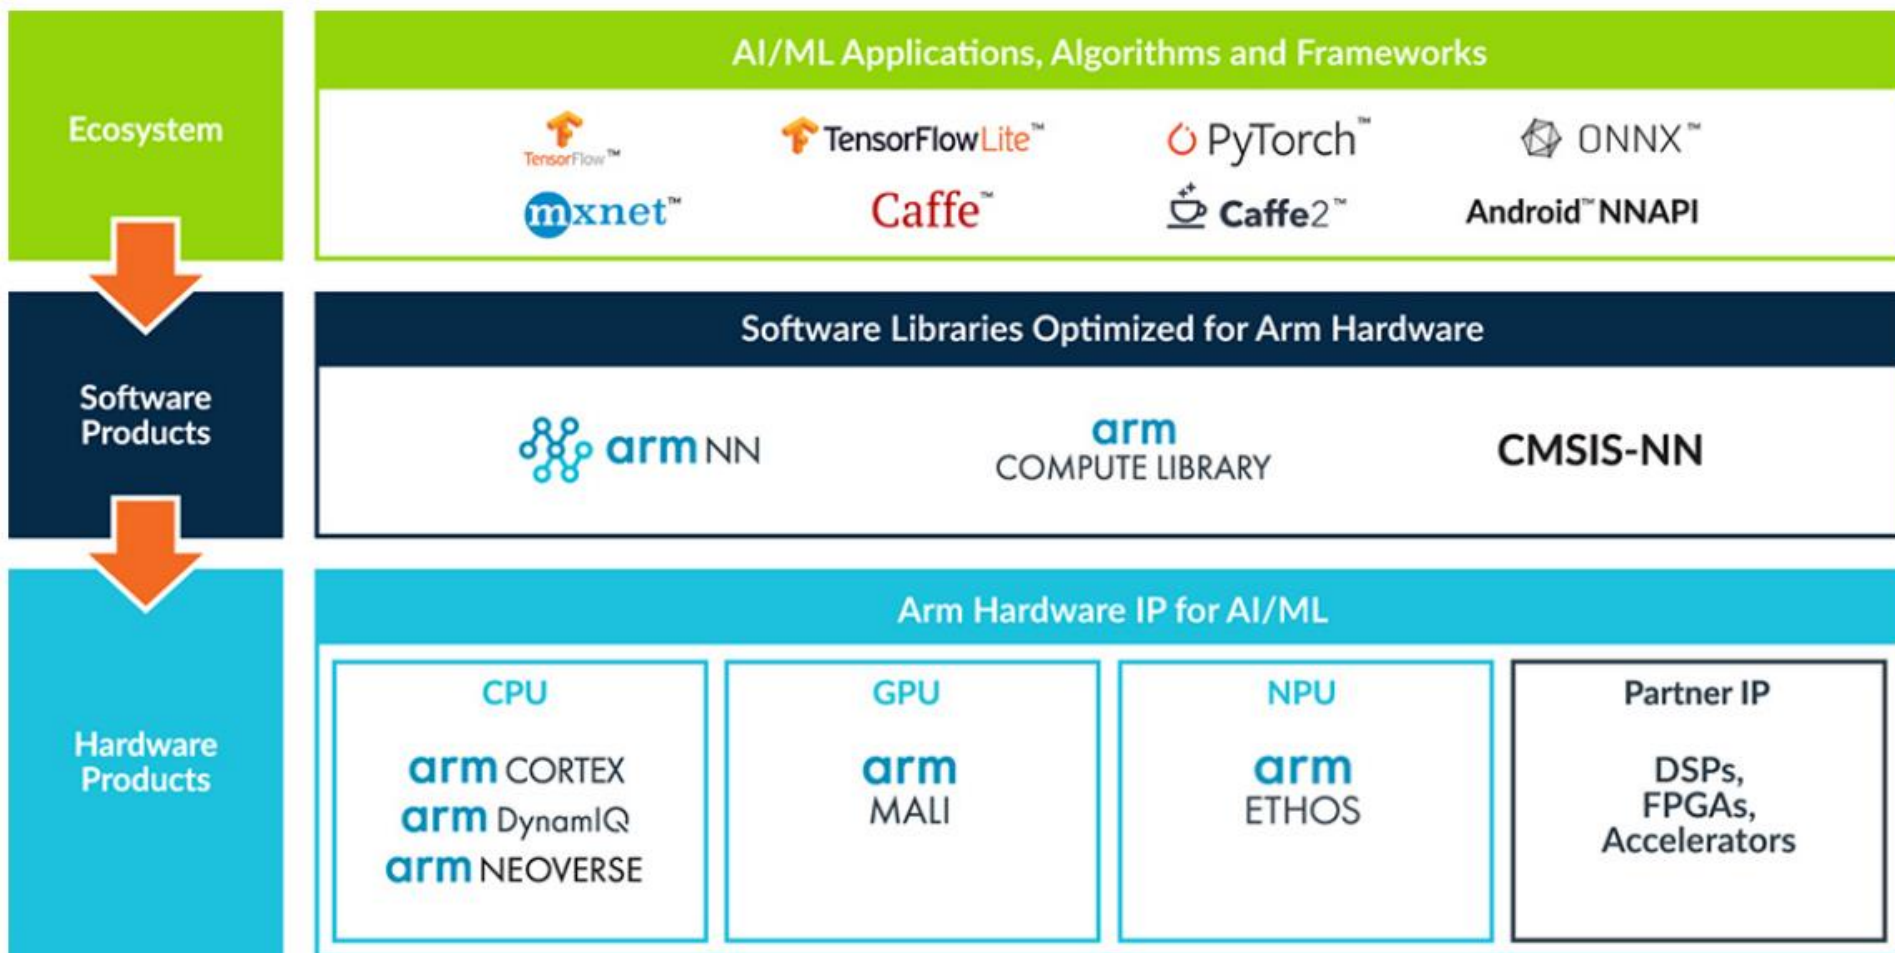 Ecosystem
AI/ML Applications, Algorithms and Frameworks
TensorFlow™
TensorFlowLite™
PyTorch™
ONNX™
mxnet™
Caffe™
Caffe2™
Android™ NNAPI
Software
Products
Software Libraries Optimized for Arm Hardware
arm NN
arm
COMPUTE LIBRARY
CMSIS-NN
Hardware
Products
Arm Hardware IP for AI/ML
CPU
arm CORTEX
arm DynamIQ
arm NEOVERSE
GPU
arm
MALI
NPU
arm
ETHOS
Partner IP
DSPs,
FPGAs,
Accelerators